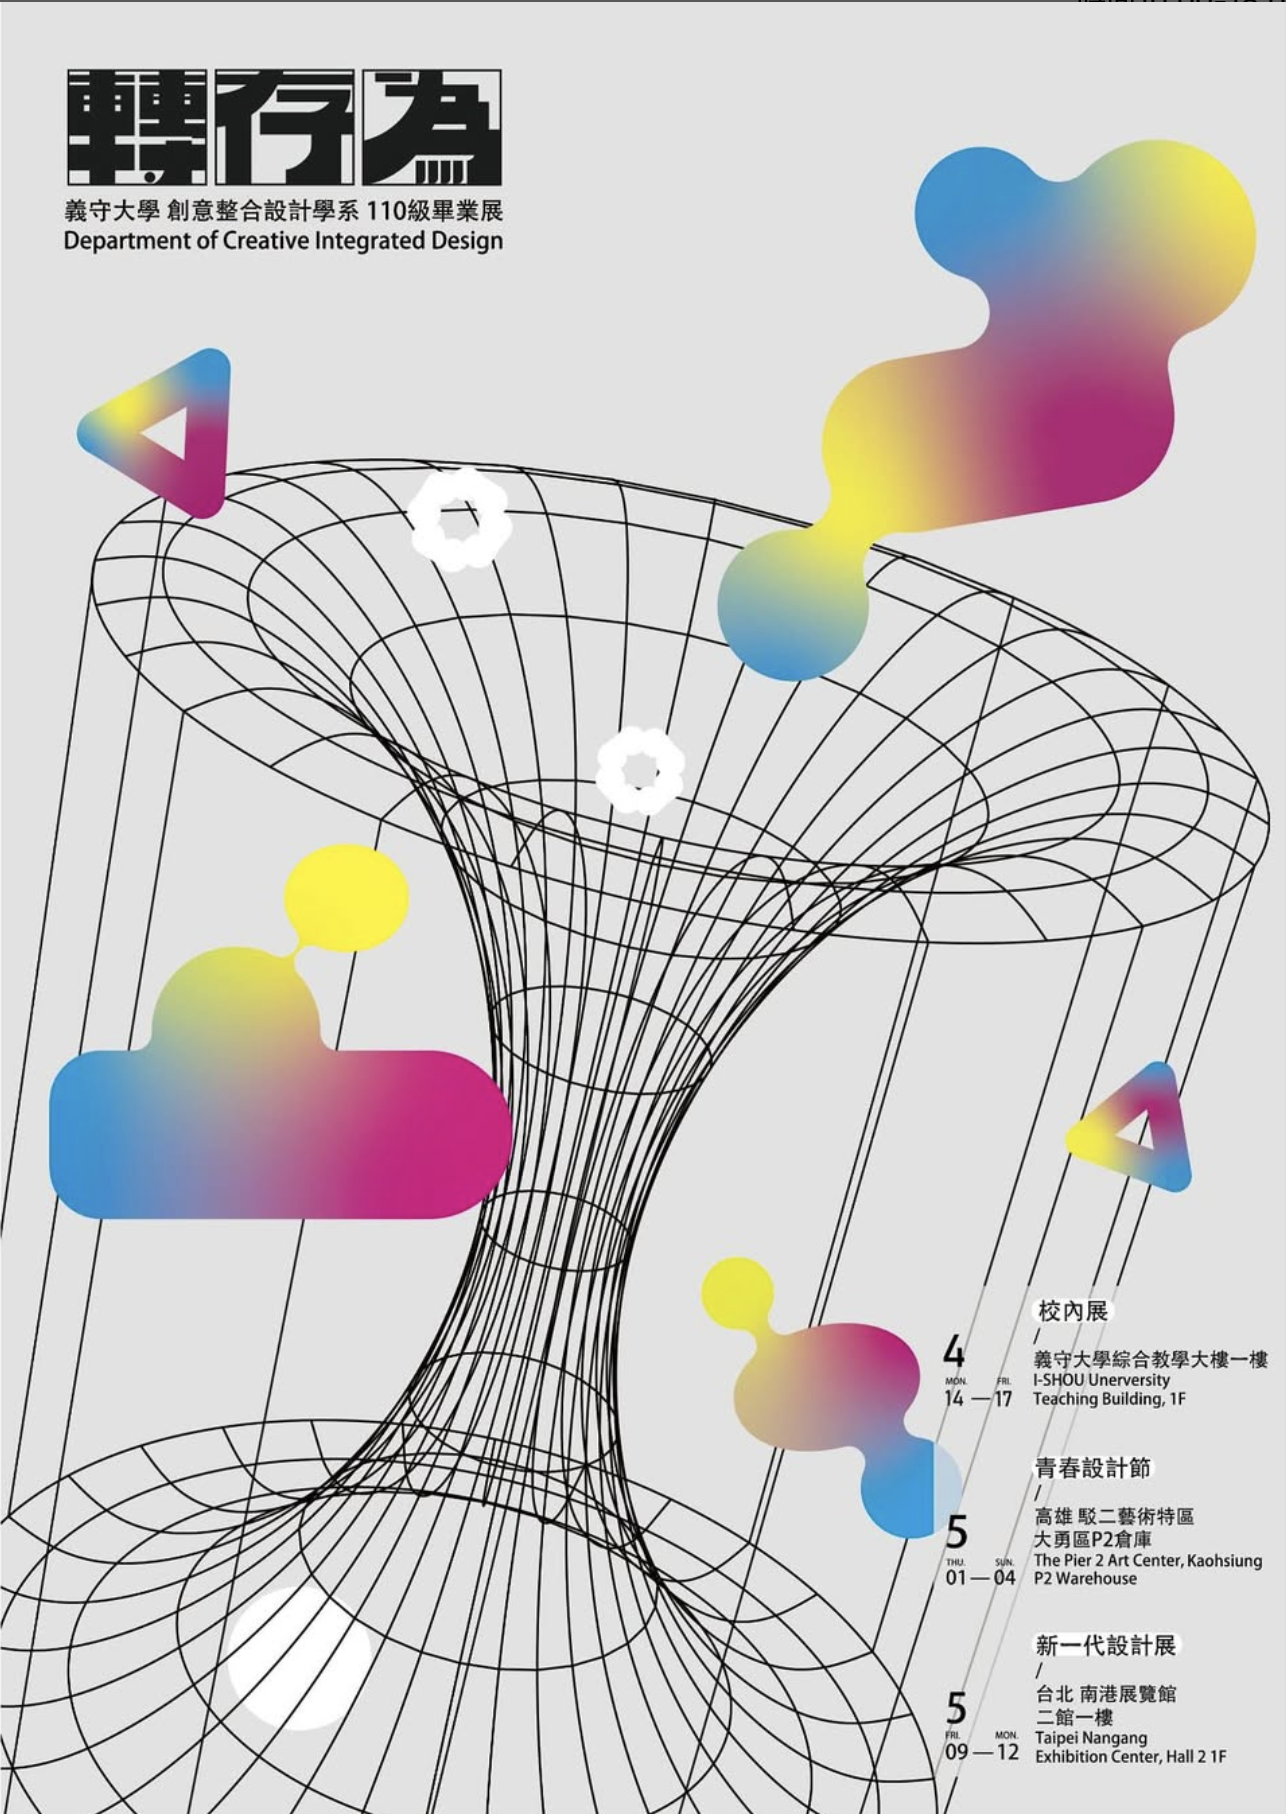 轉存為
義守大學 創意整合設計學系 110級畢業展
Department of Creative Integrated Design
校內展
/
4
MON. FRI.
14 — 17
義守大學綜合教學大樓一樓
I-SHOU Unerversity
Teaching Building, 1F
青春設計節
/
5
THU. SUN.
01 — 04
高雄 駁二藝術特區
大勇區P2倉庫
The Pier 2 Art Center, Kaohsiung
P2 Warehouse
新一代設計展
/
5
FRI. MON.
09 — 12
台北 南港展覽館
二館一樓
Taipei Nangang
Exhibition Center, Hall 2 1F